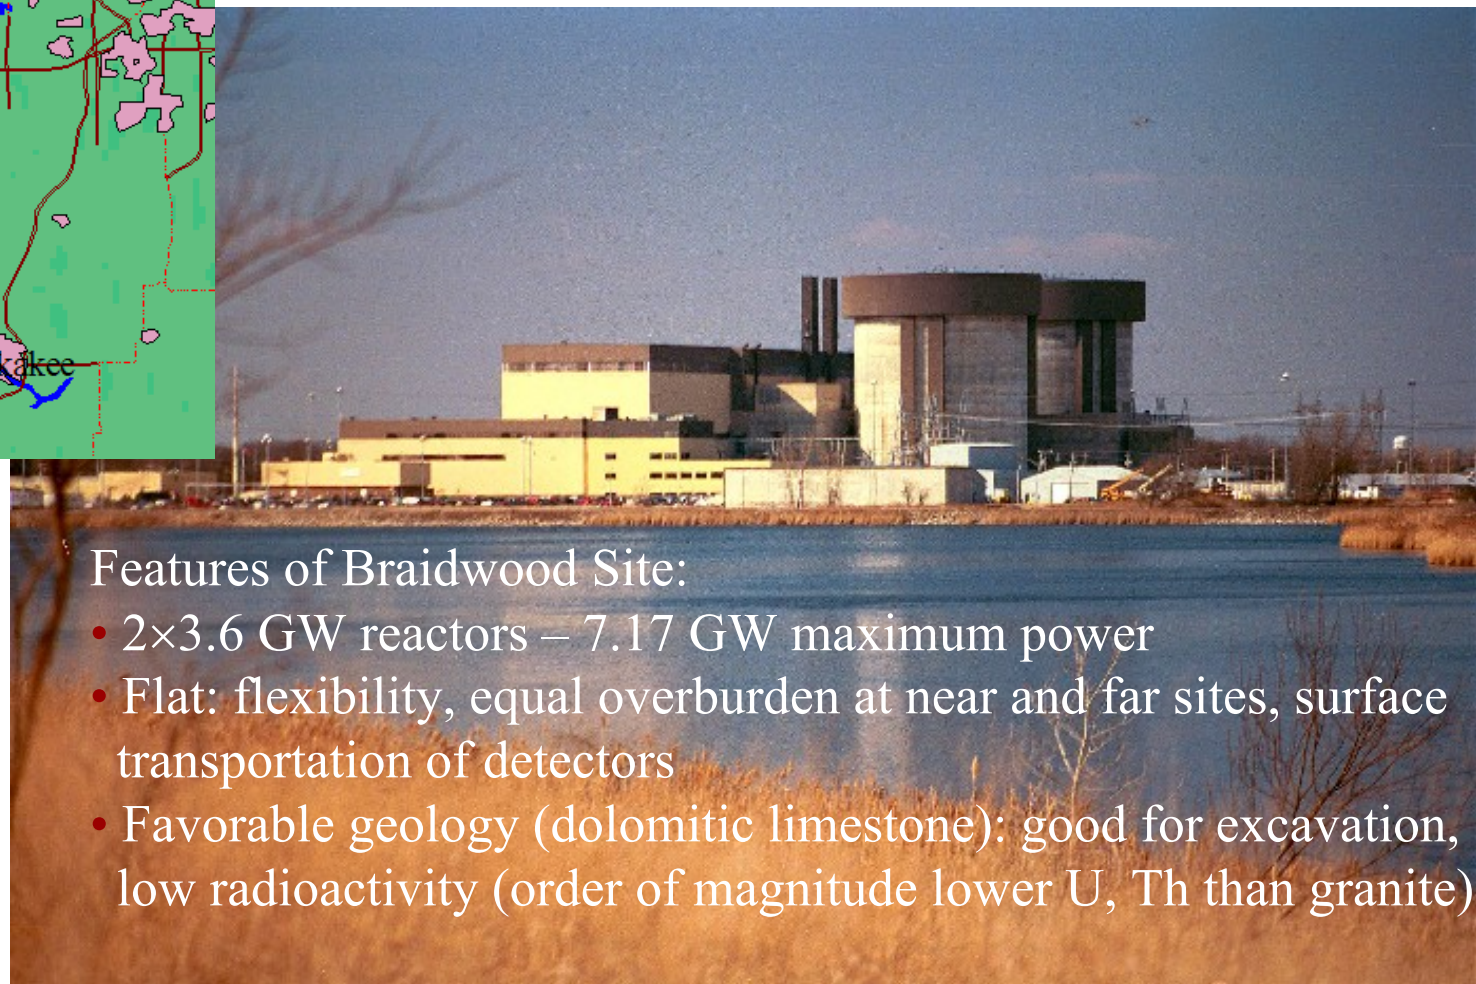 kakee
Features of Braidwood Site:
• 2×3.6 GW reactors – 7.17 GW maximum power
• Flat: flexibility, equal overburden at near and far sites, surface
transportation of detectors
• Favorable geology (dolomitic limestone): good for excavation,
low radioactivity (order of magnitude lower U, Th than granite)